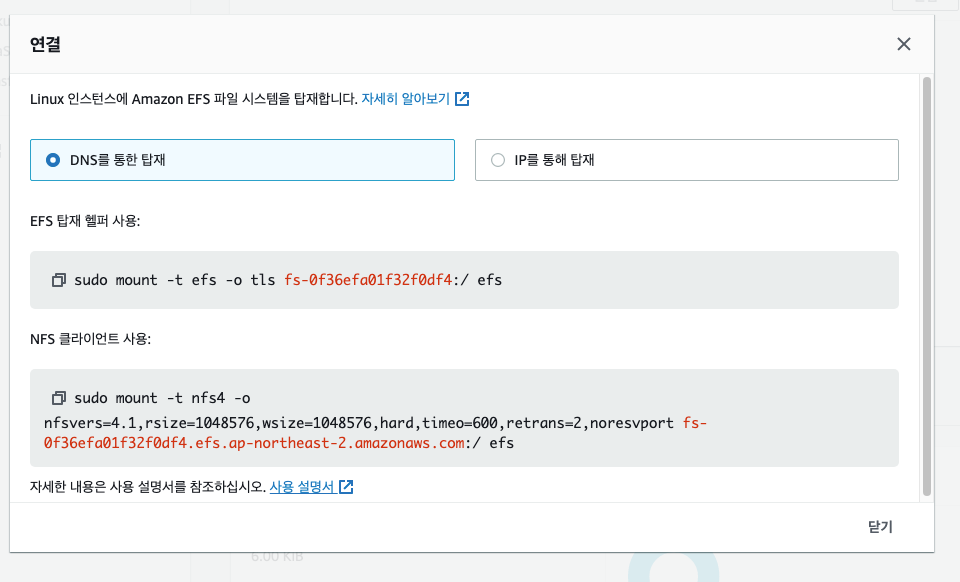 연결
Linux 인스턴스에 Amazon EFS 파일 시스템을 탑재합니다. 자세히 알아보기
DNS를 통한 탑재
IP를 통해 탑재
EFS 탑재 헬퍼 사용:
sudo mount -t efs -o tls fs-0f36efa01f32f0df4:/ efs
NFS 클라이언트 사용:
sudo mount -t nfs4 -o
nfsvers=4.1,rsize=1048576,wsize=1048576,hard,timeo=600,retrans=2,noresvport fs-
0f36efa01f32f0df4.efs.ap-northeast-2.amazonaws.com:/ efs
자세한 내용은 사용 설명서를 참조하십시오. 사용 설명서
닫기
6.00 KiB